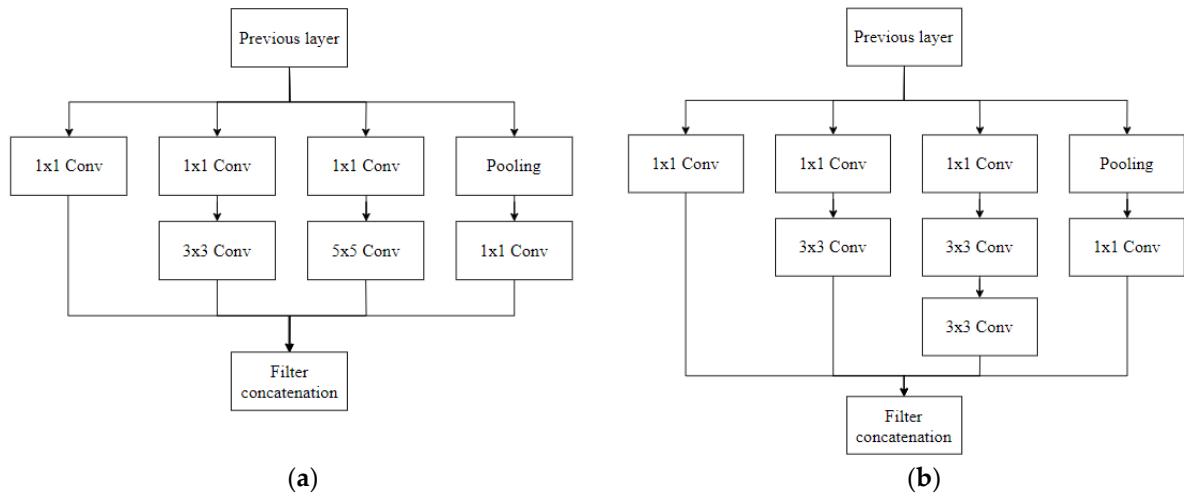 Previous layer
1x1 Conv
1x1 Conv
1x1 Conv
Pooling
3x3 Conv
5x5 Conv
1x1 Conv
Filter
concatenation
(a)
Previous layer
1x1 Conv
1x1 Conv
1x1 Conv
Pooling
3x3 Conv
3x3 Conv
1x1 Conv
3x3 Conv
Filter
concatenation
(b)